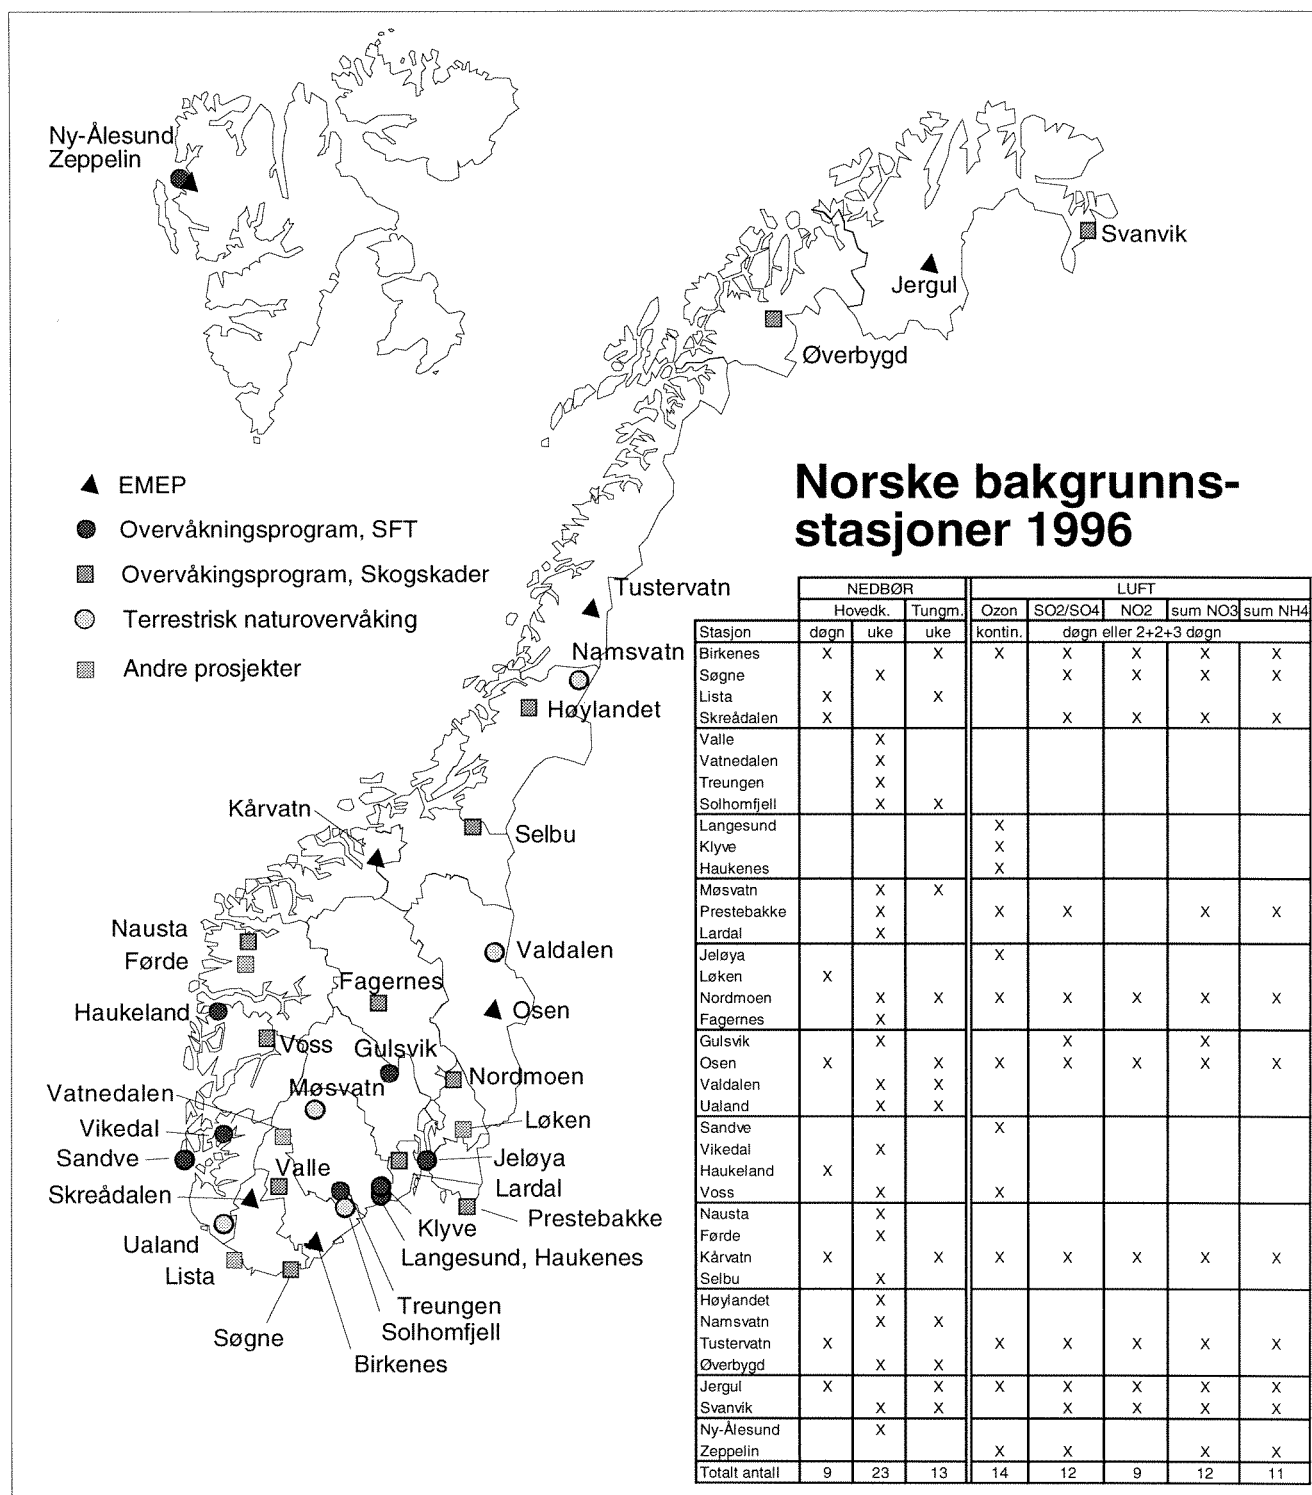 Ny-Ålesund
Zeppelin
Svanvik
Jergul
Øverbygd
EMEP
Overvåkningsprogram, SFT
Overvåkingsprogram, Skogskader
Terrestrisk naturovervåking
Andre prosjekter
Norske bakgrunns-
stasjoner 1996
Tustervatn
Namsvatn
Høylandet
Kårvatn
Selbu
Nausta
Førde
Valdalen
Fagernes
Haukeland
Osen
Voss
Gulsvik
Vatnedalen
Møsvatn
Nordmoen
Vikedal
Løken
Sandve
Valle
Jeløya
Skreådalen
Lardal
Klyve
Prestebakke
Ualand
Langesund, Haukenes
Lista
Treungen
Søgne
Solhomfjell
Birkenes
NEDBØR LUFT
Hovedk. Tungm. Ozon SO2/SO4 NO2 sum NO3 sum NH4
Stasjon døgn uke uke kontin. døgn eller 2+2+3 døgn
Birkenes X X X X X X X
Søgne X X X X X
Lista X X
Skreådalen X X X X X
Valle X
Vatnedalen X
Treungen X
Solhomfjell X X
Langesund X
Klyve X
Haukenes X
Møsvatn X X
Prestebakke X X X X X
Lardal X
Jeløya X
Løken X
Nordmoen X X X X X X X
Fagernes X
Gulsvik X X X
Osen X X X X X X X
Valdalen X X
Ualand X X
Sandve X
Vikedal X
Haukeland X
Voss X X
Nausta X
Førde X
Kårvatn X X X X X X X
Selbu X
Høylandet X
Namsvatn X X
Tustervatn X X X X X X
Øverbygd X X
Jergul X X X X X X X
Svanvik X X X X X X
Ny-Ålesund X
Zeppelin X X X X
Totalt antall 9 23 13 14 12 9 12 11